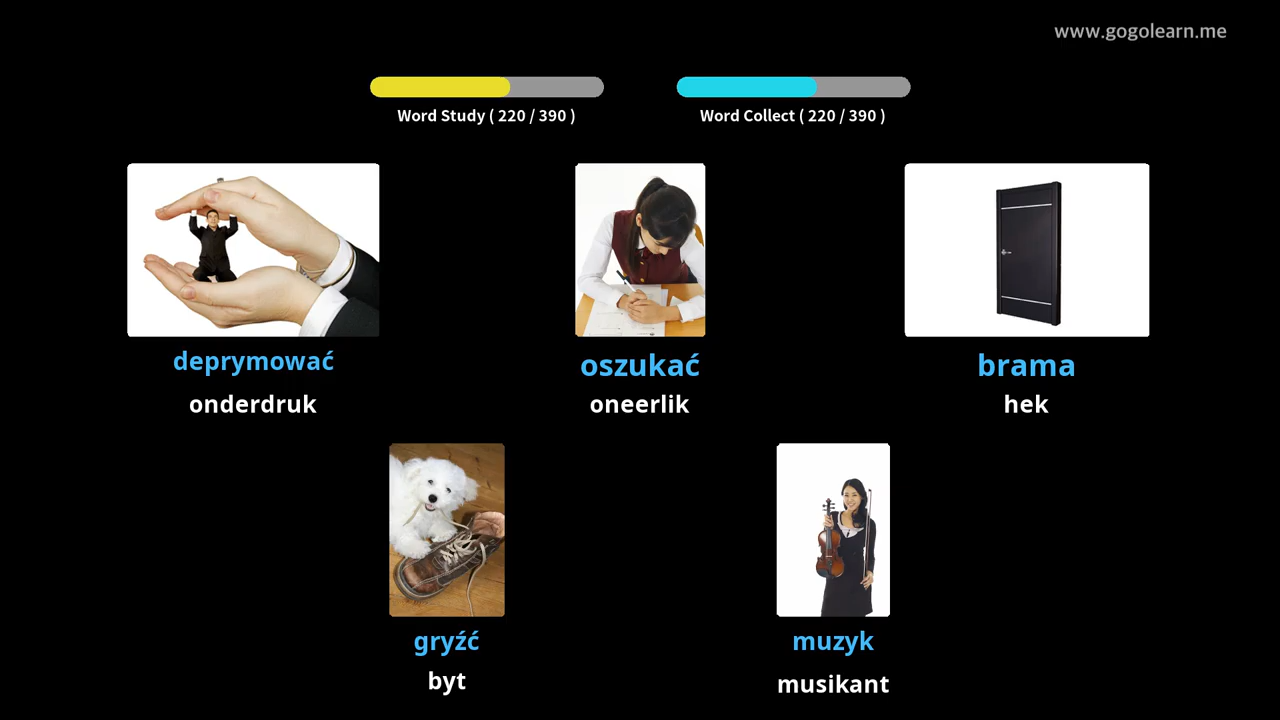 www.gogolearn.me
Word Study ( 220 / 390 )
Word Collect ( 220 / 390 )
deprymować
oszukać
brama
onderdruk
oneerlik
hek
gryźć
muzyk
byt
musikant